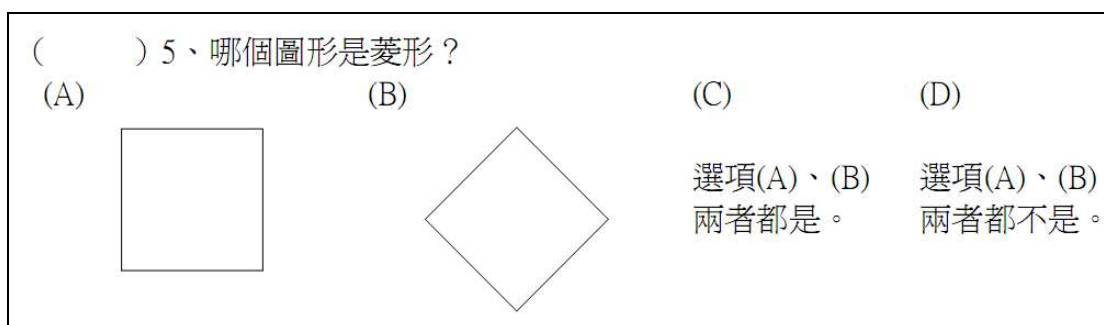 （　　　）5、哪個圖形是菱形？
(A)　(B)　(C)　(D)
選項(A)、(B)　選項(A)、(B)
兩者都是。　兩者都不是。